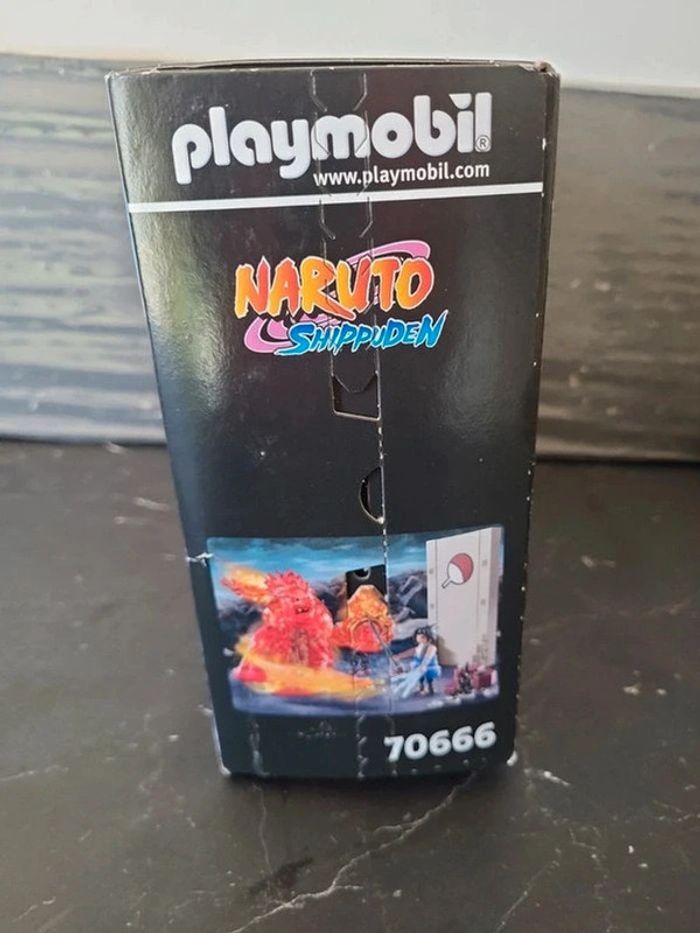 playmobil®
www.playmobil.com
NARUTO
SHIPPUDEN
70666